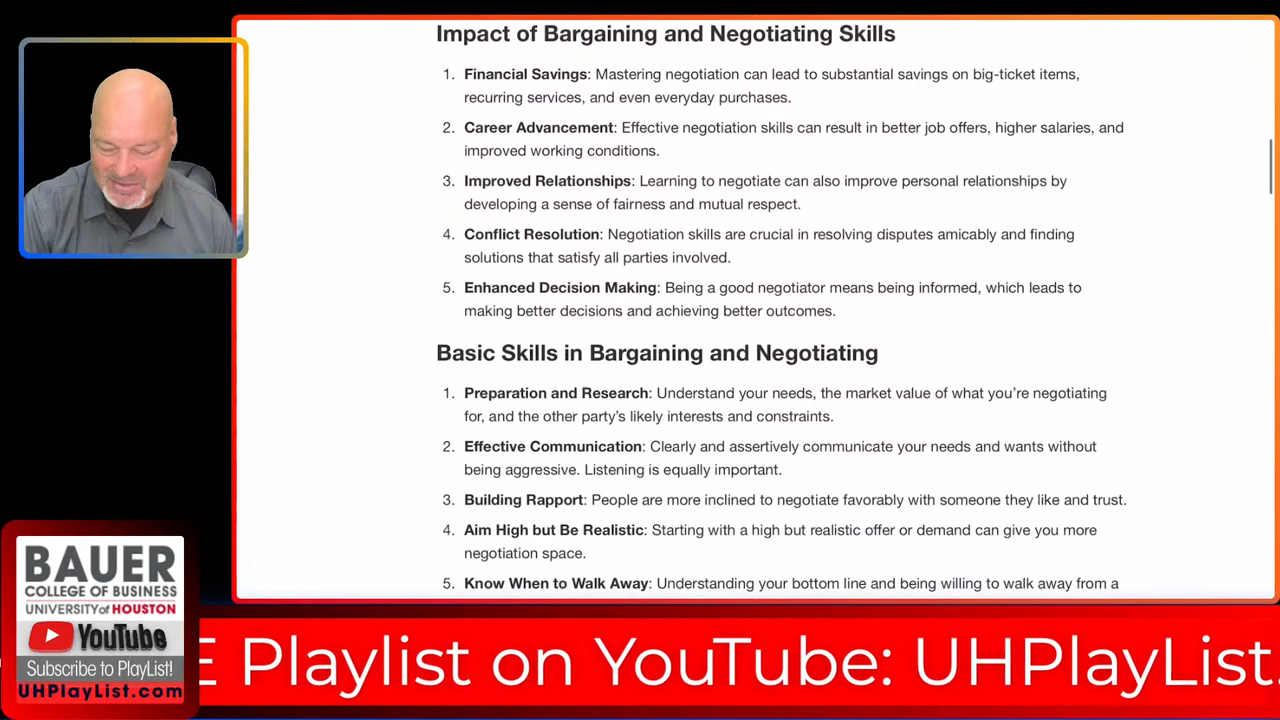 Impact of Bargaining and Negotiating Skills
1. Financial Savings: Mastering negotiation can lead to substantial savings on big-ticket items,
recurring services, and even everyday purchases.
2. Career Advancement: Effective negotiation skills can result in better job offers, higher salaries, and
improved working conditions.
3. Improved Relationships: Learning to negotiate can also improve personal relationships by
developing a sense of fairness and mutual respect.
4. Conflict Resolution: Negotiation skills are crucial in resolving disputes amicably and finding
solutions that satisfy all parties involved.
5. Enhanced Decision Making: Being a good negotiator means being informed, which leads to
making better decisions and achieving better outcomes.
Basic Skills in Bargaining and Negotiating
1. Preparation and Research: Understand your needs, the market value of what you’re negotiating
for, and the other party’s likely interests and constraints.
2. Effective Communication: Clearly and assertively communicate your needs and wants without
being aggressive. Listening is equally important.
3. Building Rapport: People are more inclined to negotiate favorably with someone they like and trust.
4. Aim High but Be Realistic: Starting with a high but realistic offer or demand can give you more
negotiation space.
5. Know When to Walk Away: Understanding your bottom line and being willing to walk away from a
BAUER
COLLEGE OF BUSINESS
UNIVERSITY of HOUSTON
YouTube
Subscribe to PlayList!
UHPlayList.com
E Playlist on YouTube: UHPlayList.